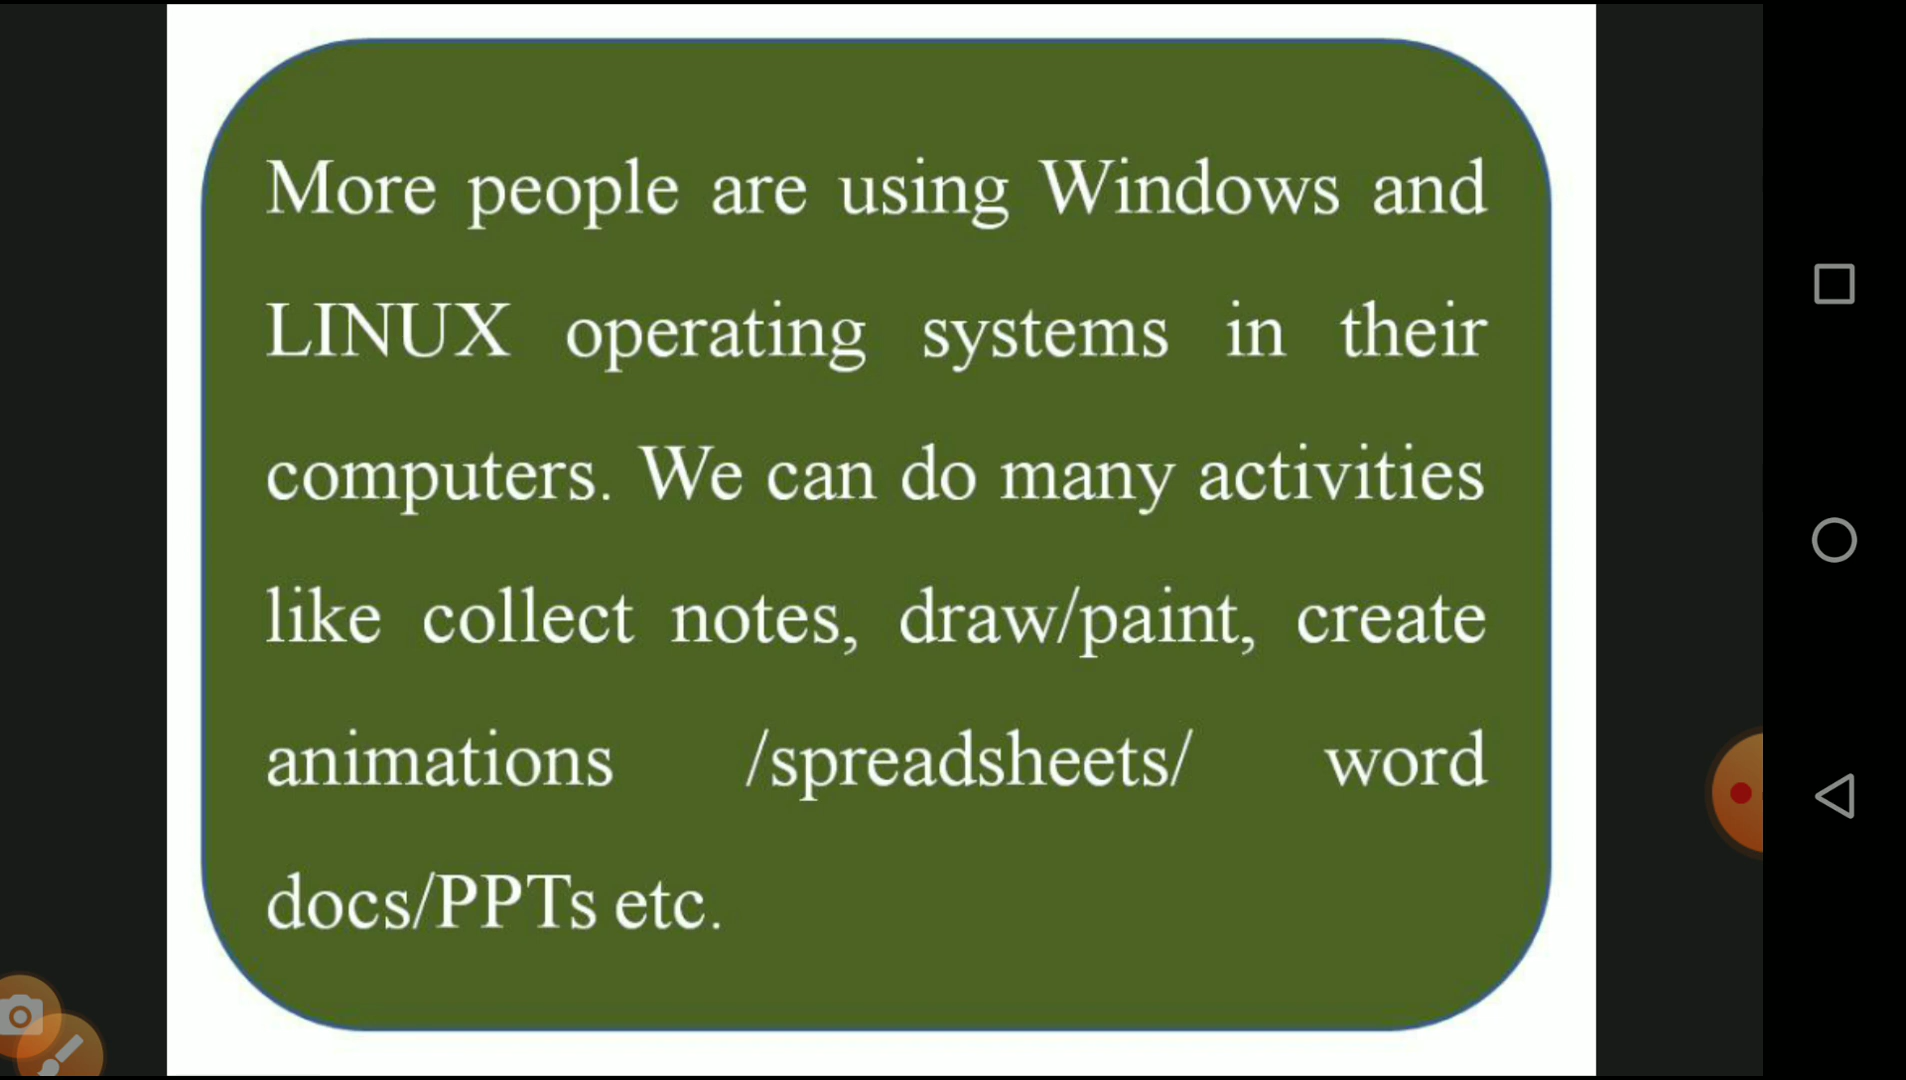 More people are using Windows and
LINUX operating systems in their
computers. We can do many activities
like collect notes, draw/paint, create
animations /spreadsheets/ word
docs/PPTs etc.